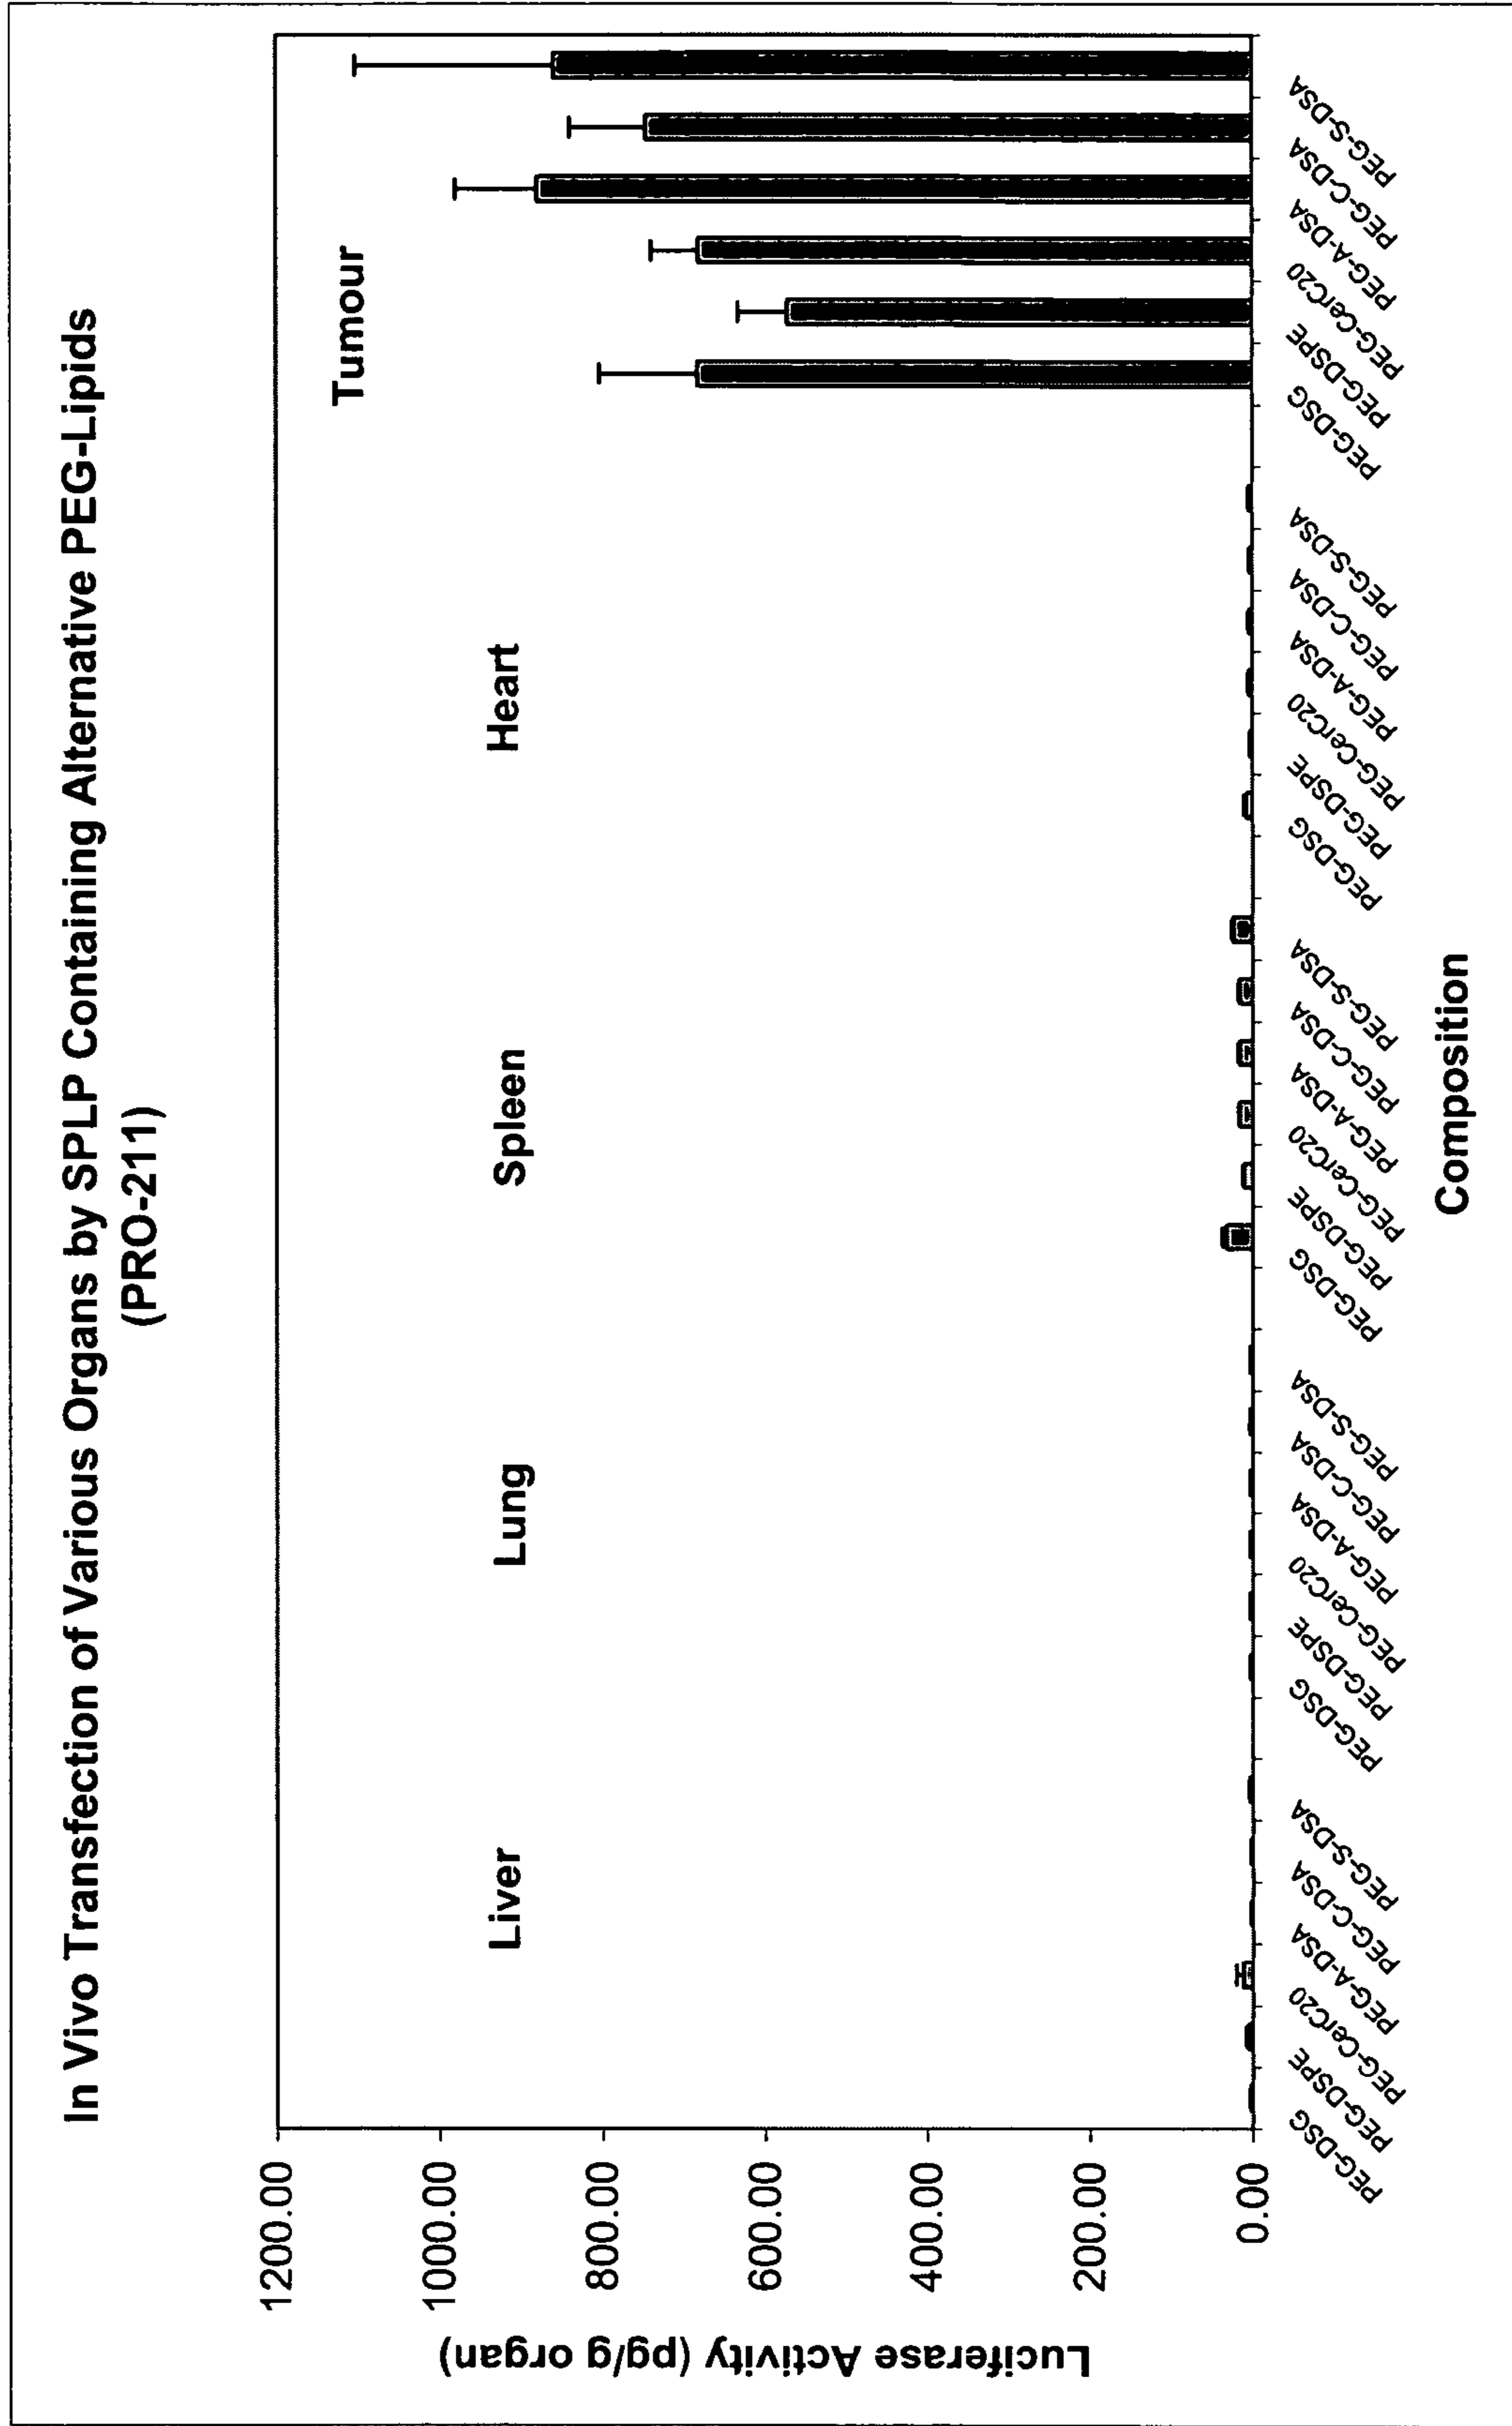 In Vivo Transfection of Various Organs by SPLP Containing Alternative PEG-Lipids
(PRO-211)
Luciferase Activity (pg/g organ)
1200.00
1000.00
800.00
600.00
400.00
200.00
0.00
Liver
Lung
Spleen
Heart
Tumour
PEG-DSG
PEG-DSPE
PEG-CerC20
PEG-A-DSA
PEG-C-DSA
PEG-S-DSA
PEG-DSG
PEG-DSPE
PEG-CerC20
PEG-A-DSA
PEG-C-DSA
PEG-S-DSA
PEG-DSG
PEG-DSPE
PEG-CerC20
PEG-A-DSA
PEG-C-DSA
PEG-S-DSA
PEG-DSG
PEG-DSPE
PEG-CerC20
PEG-A-DSA
PEG-C-DSA
PEG-S-DSA
PEG-DSG
PEG-DSPE
PEG-CerC20
PEG-A-DSA
PEG-C-DSA
PEG-S-DSA
Composition